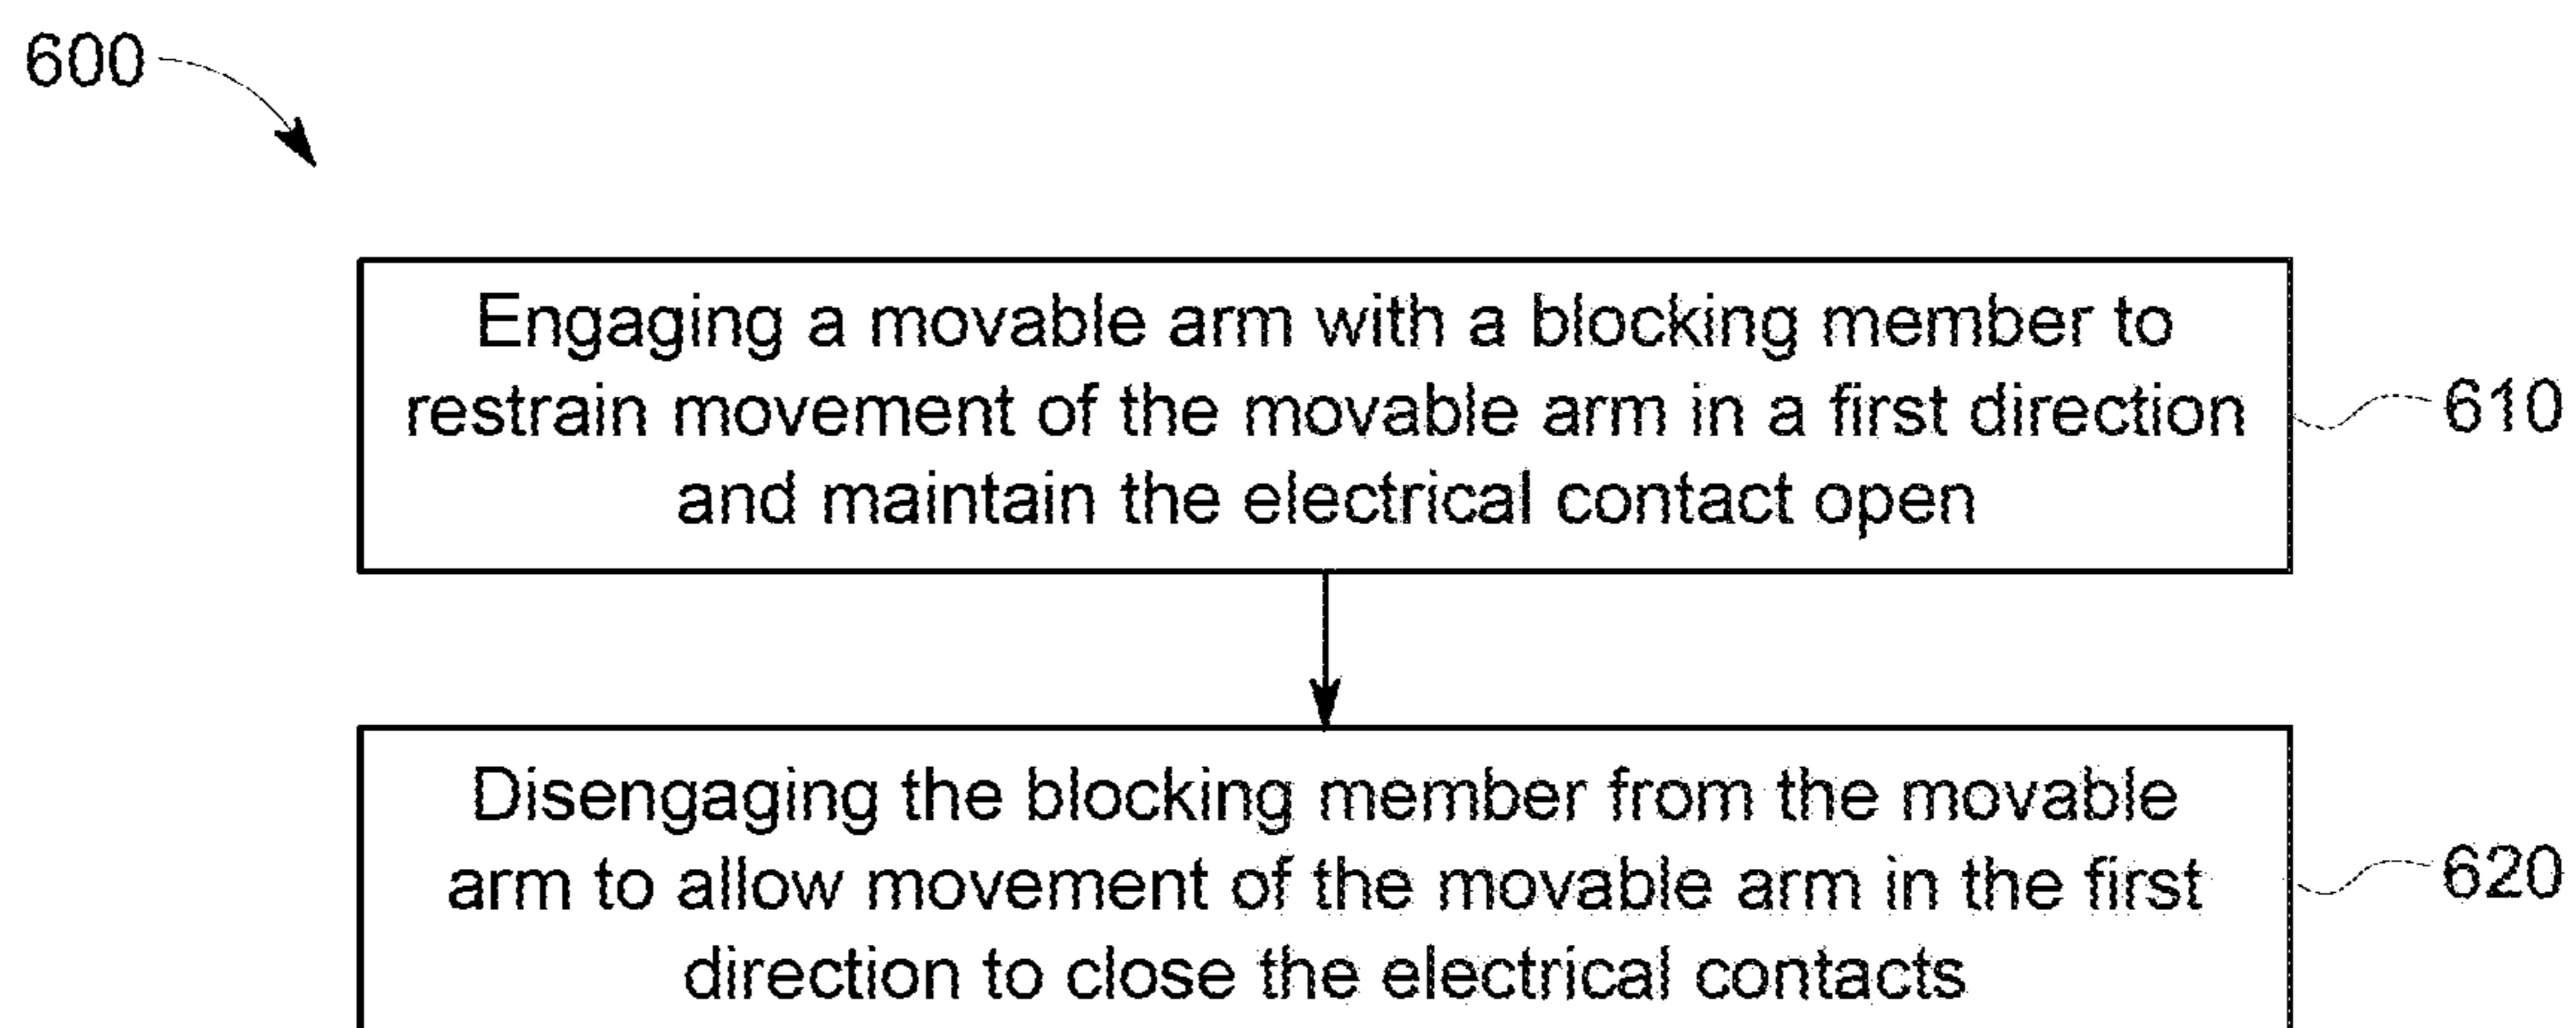 600
Engaging a movable arm with a blocking member to
restrain movement of the movable arm in a first direction
and maintain the electrical contact open
610
Disengaging the blocking member from the movable
arm to allow movement of the movable arm in the first
direction to close the electrical contacts
620